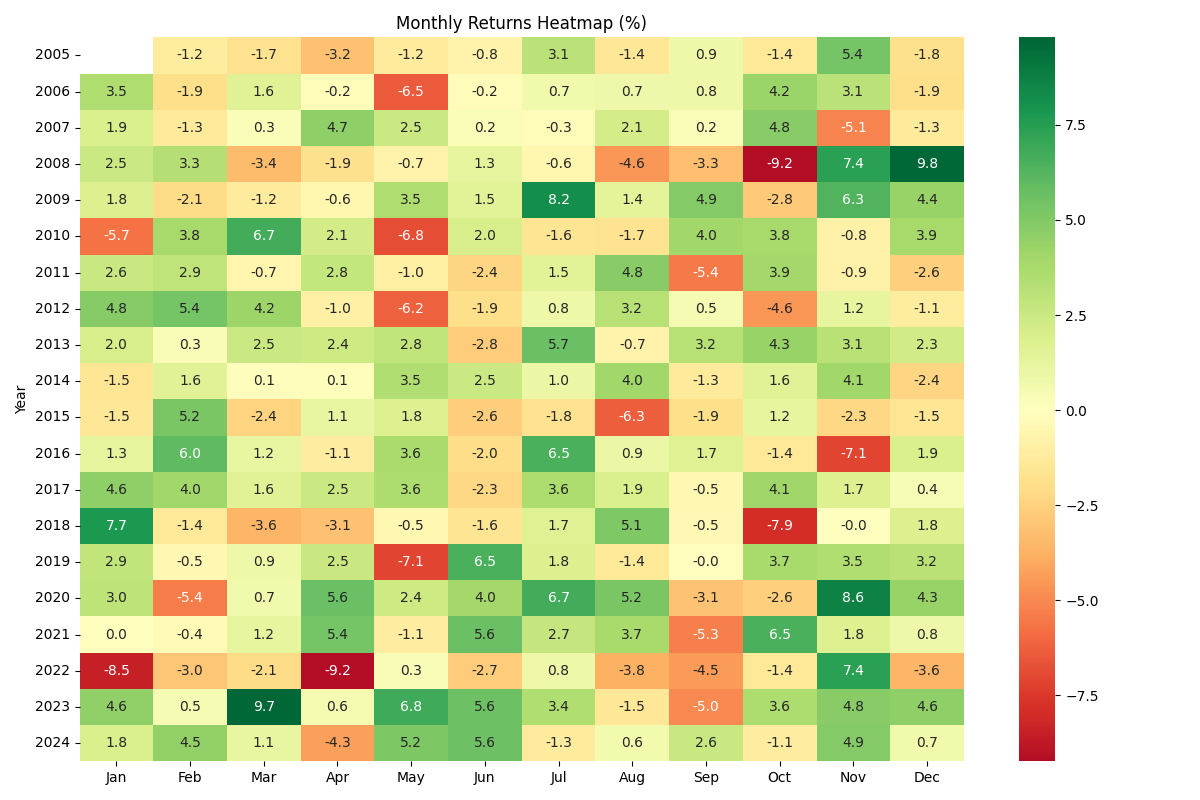 Monthly Returns Heatmap (%)
2005 -1.2 -1.7 -3.2 -1.2 -0.8 3.1 -1.4 0.9 -1.4 5.4 -1.8
2006 3.5 -1.9 1.6 -0.2 -6.5 -0.2 0.7 0.7 0.8 4.2 3.1 -1.9
2007 1.9 -1.3 0.3 4.7 2.5 0.2 -0.3 2.1 0.2 4.8 -5.1 -1.3
2008 2.5 3.3 -3.4 -1.9 -0.7 1.3 -0.6 -4.6 -3.3 -9.2 7.4 9.8
2009 1.8 -2.1 -1.2 -0.6 3.5 1.5 8.2 1.4 4.9 -2.8 6.3 4.4
2010 -5.7 3.8 6.7 2.1 -6.8 2.0 -1.6 -1.7 4.0 3.8 -0.8 3.9
2011 2.6 2.9 -0.7 2.8 -1.0 -2.4 1.5 4.8 -5.4 3.9 -0.9 -2.6
2012 4.8 5.4 4.2 -1.0 -6.2 -1.9 0.8 3.2 0.5 -4.6 1.2 -1.1
2013 2.0 0.3 2.5 2.4 2.8 -2.8 5.7 -0.7 3.2 4.3 3.1 2.3
2014 -1.5 1.6 0.1 0.1 3.5 2.5 1.0 4.0 -1.3 1.6 4.1 -2.4
2015 -1.5 5.2 -2.4 1.1 1.8 -2.6 -1.8 -6.3 -1.9 1.2 -2.3 -1.5
2016 1.3 6.0 1.2 -1.1 3.6 -2.0 6.5 0.9 1.7 -1.4 -7.1 1.9
2017 4.6 4.0 1.6 2.5 3.6 -2.3 3.6 1.9 -0.5 4.1 1.7 0.4
2018 7.7 -1.4 -3.6 -3.1 -0.5 -1.6 1.7 5.1 -0.5 -7.9 -0.0 1.8
2019 2.9 -0.5 0.9 2.5 -7.1 6.5 1.8 -1.4 -0.0 3.7 3.5 3.2
2020 3.0 -5.4 0.7 5.6 2.4 4.0 6.7 5.2 -3.1 -2.6 8.6 4.3
2021 0.0 -0.4 1.2 5.4 -1.1 5.6 2.7 3.7 -5.3 6.5 1.8 0.8
2022 -8.5 -3.0 -2.1 -9.2 0.3 -2.7 0.8 -3.8 -4.5 -1.4 7.4 -3.6
2023 4.6 0.5 9.7 0.6 6.8 5.6 3.4 -1.5 -5.0 3.6 4.8 4.6
2024 1.8 4.5 1.1 -4.3 5.2 5.6 -1.3 0.6 2.6 -1.1 4.9 0.7
Jan Feb Mar Apr May Jun Jul Aug Sep Oct Nov Dec
Year
7.5
5.0
2.5
0.0
−2.5
−5.0
−7.5